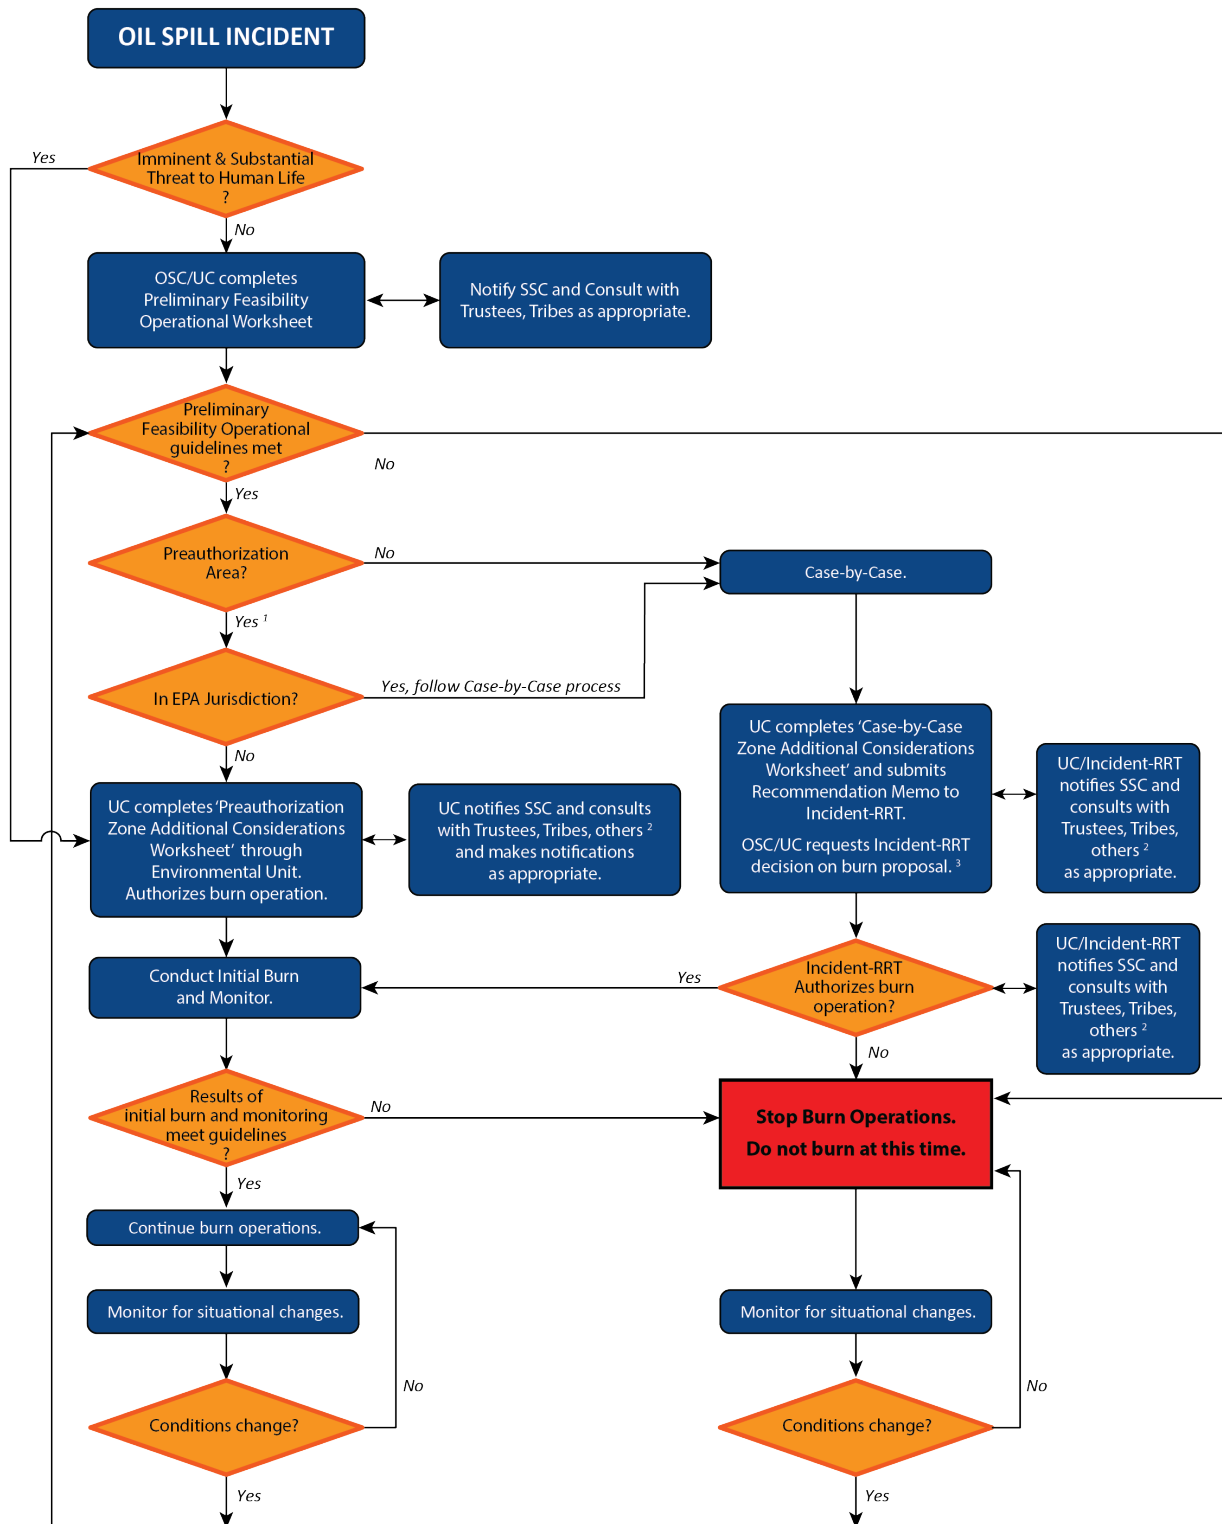 OIL SPILL INCIDENT
Yes
Imminent & Substantial
Threat to Human Life
?
No
OSC/UC completes
Preliminary Feasibility
Operational Worksheet
Notify SSC and Consult with
Trustees, Tribes as appropriate.
Preliminary
Feasibility Operational
guidelines met
?
No
Yes
Preauthorization
Area?
No
Case-by-Case.
Yes 1
In EPA Jurisdiction?
Yes, follow Case-by-Case process
No
UC completes ‘Preauthorization
Zone Additional Considerations
Worksheet’ through
Environmental Unit.
Authorizes burn operation.
UC notifies SSC and consults
with Trustees, Tribes, others 2
and makes notifications
as appropriate.
UC completes ‘Case-by-Case
Zone Additional Considerations
Worksheet’ and submits
Recommendation Memo to
Incident-RRT.
OSC/UC requests Incident-RRT
decision on burn proposal. 3
UC/Incident-RRT
notifies SSC and
consults with
Trustees, Tribes,
others 2
as appropriate.
Conduct Initial Burn
and Monitor.
Yes
Incident-RRT
Authorizes burn
operation?
UC/Incident-RRT
notifies SSC and
consults with
Trustees, Tribes,
others 2
as appropriate.
No
Results of
initial burn and monitoring
meet guidelines
?
No
Stop Burn Operations.
Do not burn at this time.
Yes
Continue burn operations.
Monitor for situational changes.
Monitor for situational changes.
No
No
Conditions change?
Conditions change?
Yes
Yes